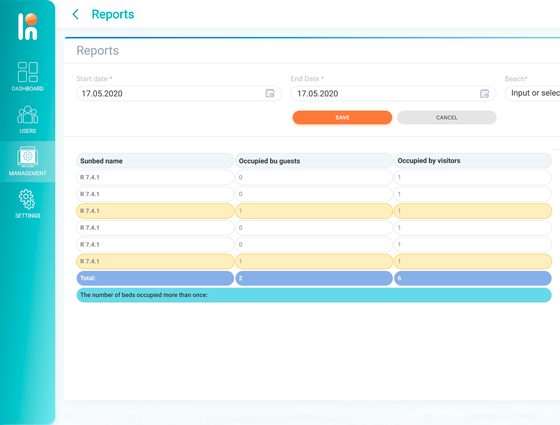 Reports
Reports
DASHBOARD
USERS
MANAGEMENT
SETTINGS
Start date *
End Date *
Beach*
17.05.2020
17.05.2020
Input or selec
SAVE
CANCEL
Sunbed name
Occupied bu guests
Occupied by visitors
R 7.4.1
0
1
R 7.4.1
0
1
R 7.4.1
1
1
R 7.4.1
0
1
R 7.4.1
0
1
R 7.4.1
1
1
Total:
2
6
The number of beds occupied more than once: